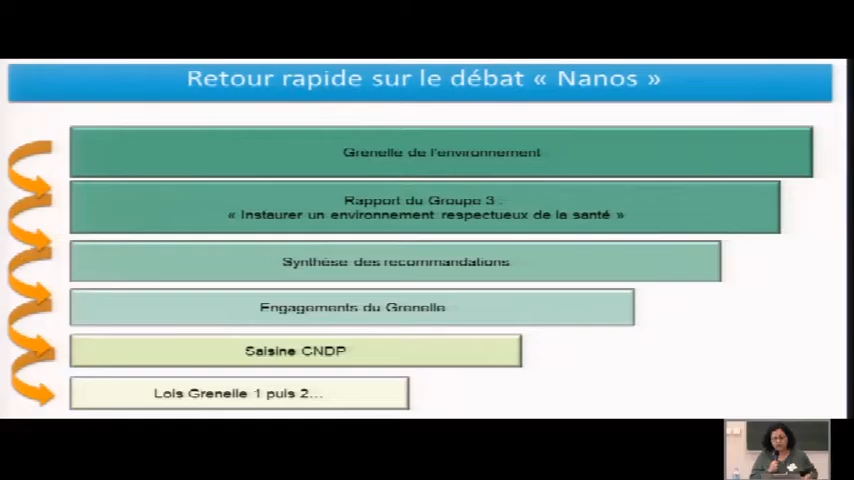 Retour rapide sur le débat « Nanos »
Grenelle de l'environnement
Rapport du Groupe 3 :
« Instaurer un environnement respectueux de la santé »
Synthèse des recommandations
Engagements du Grenelle
Saisine CNDP
Lois Grenelle 1 puis 2...